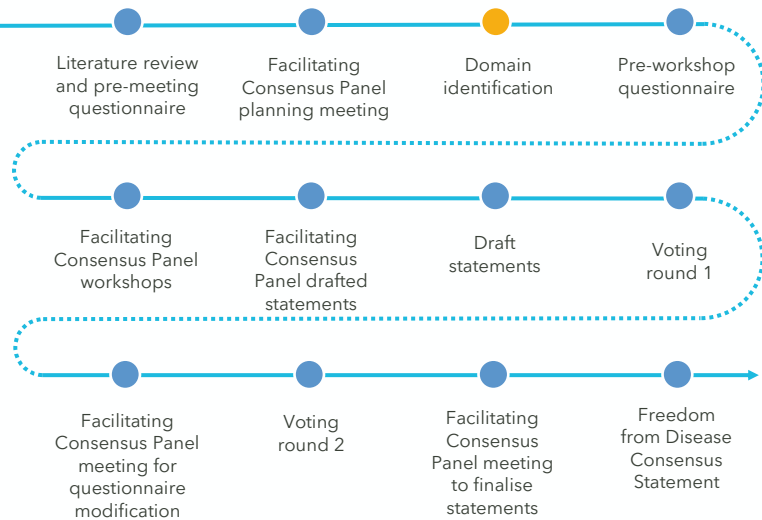 Literature review
and pre-meeting
questionnaire
Facilitating
Consensus Panel
planning meeting
Domain
identification
Pre-workshop
questionnaire
Facilitating
Consensus Panel
workshops
Facilitating
Consensus
Panel drafted
statements
Draft
statements
Voting
round 1
Facilitating
Consensus Panel
meeting for
questionnaire
modification
Voting
round 2
Facilitating
Consensus
Panel meeting
to finalise
statements
Freedom
from Disease
Consensus
Statement